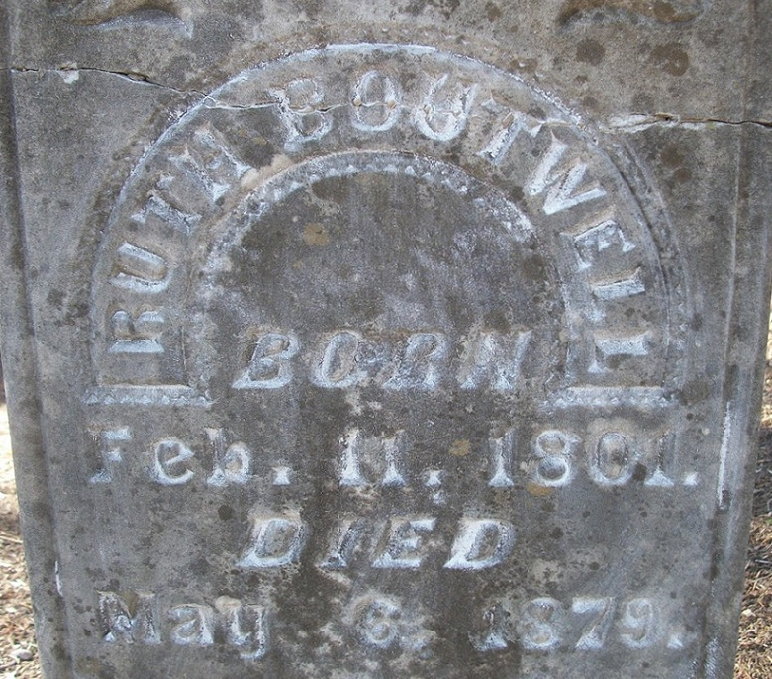 RUTH BOUTWELL
BORN
Feb. 11, 1801.
DIED
May 6, 1879.